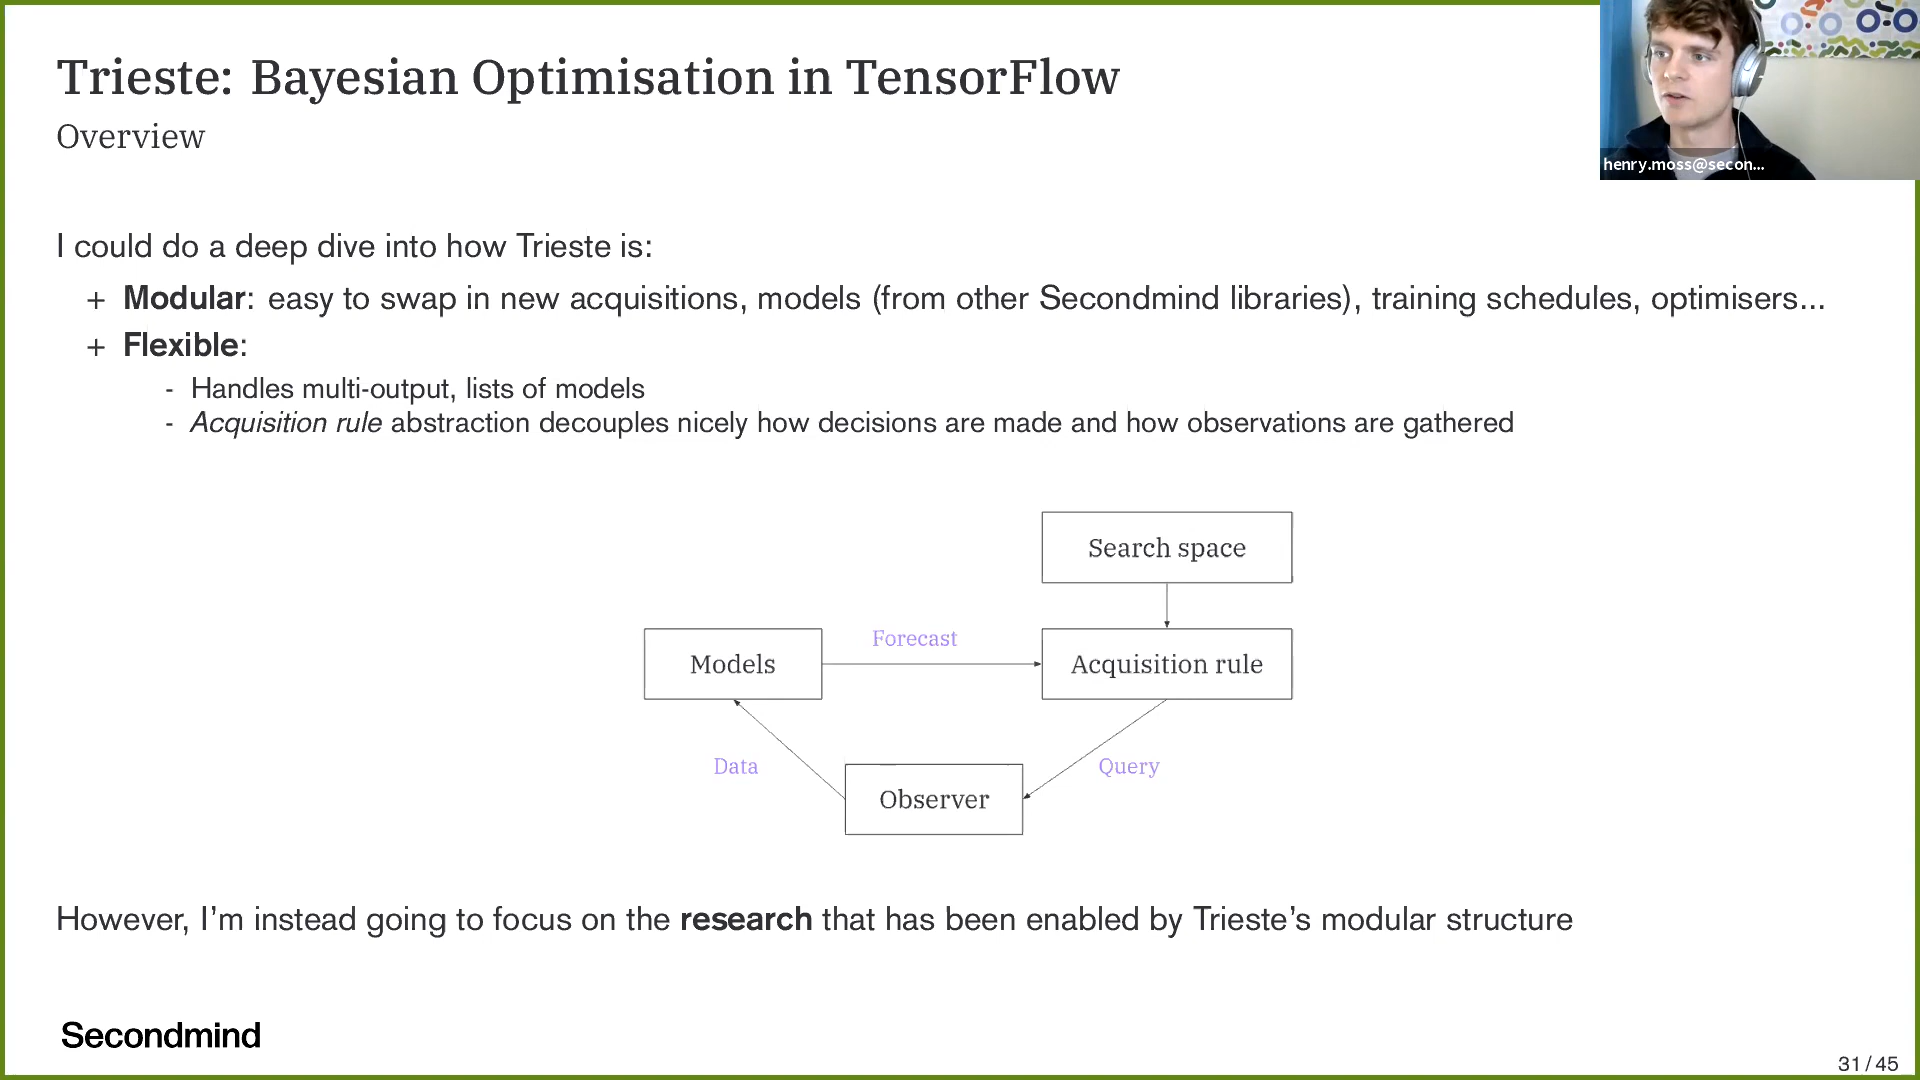 Trieste: Bayesian Optimisation in TensorFlow
Overview
henry.moss@secon...
I could do a deep dive into how Trieste is:
+ Modular: easy to swap in new acquisitions, models (from other Secondmind libraries), training schedules, optimisers...
+ Flexible:
- Handles multi-output, lists of models
- Acquisition rule abstraction decouples nicely how decisions are made and how observations are gathered
Search space
Forecast
Models
Acquisition rule
Data
Query
Observer
However, I'm instead going to focus on the research that has been enabled by Trieste's modular structure
Secondmind
31 / 45